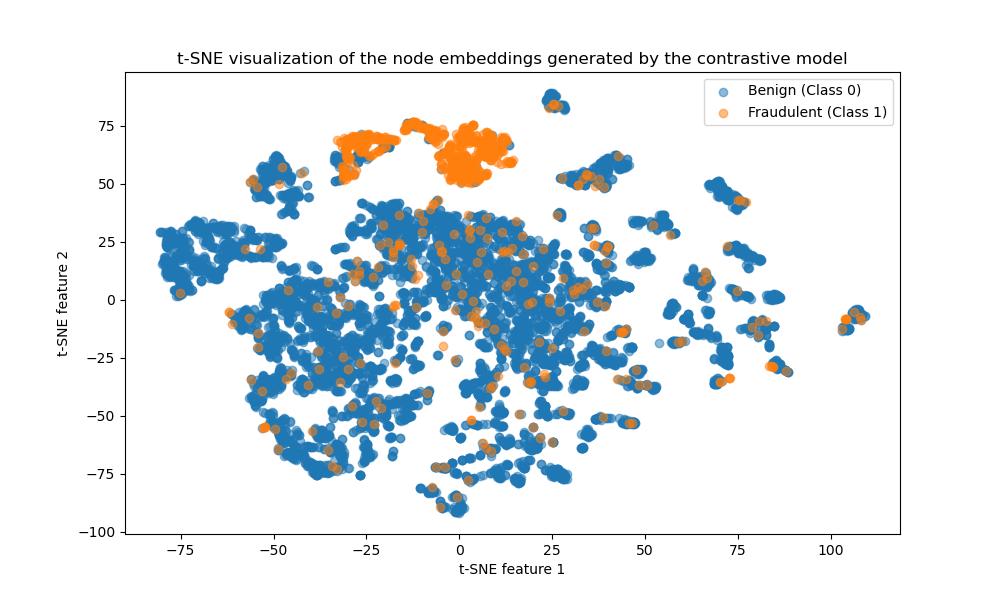 t-SNE visualization of the node embeddings generated by the contrastive model
Benign (Class 0)
Fraudulent (Class 1)
75
50
25
0
−25
−50
−75
−100
t-SNE feature 2
−75 −50 −25 0 25 50 75 100
t-SNE feature 1